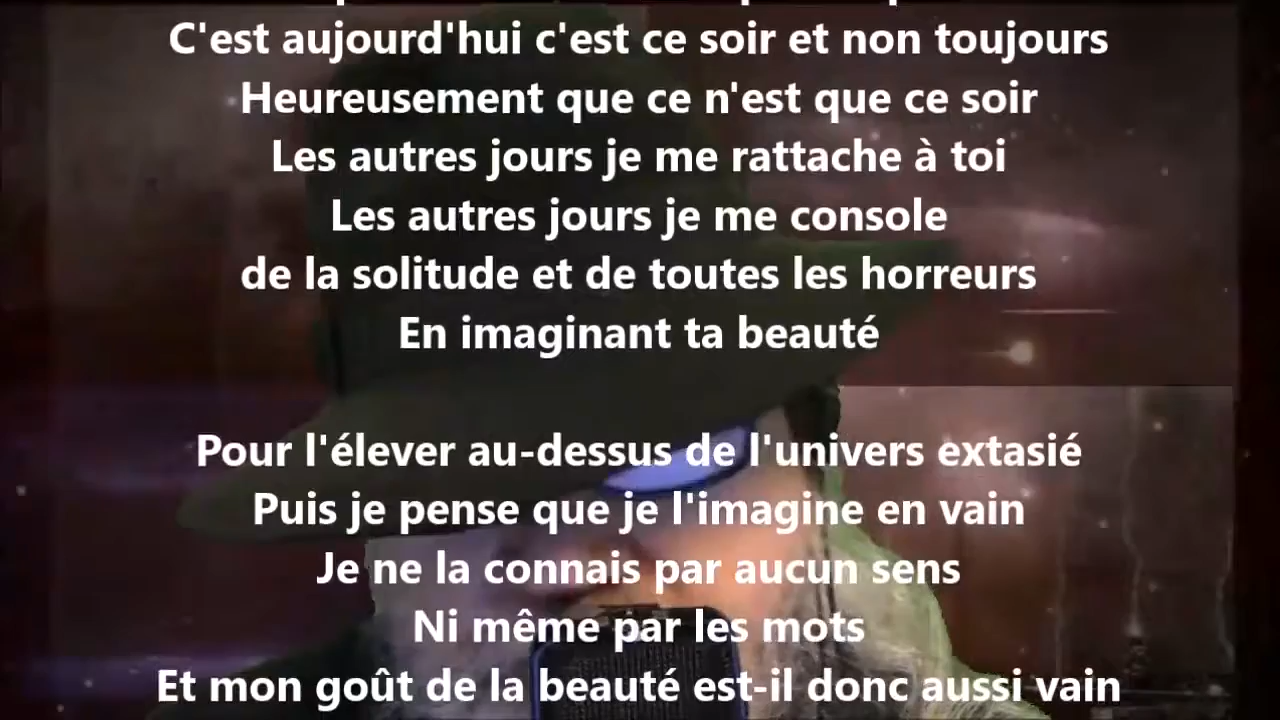 C'est aujourd'hui c'est ce soir et non toujours
Heureusement que ce n'est que ce soir
Les autres jours je me rattache à toi
Les autres jours je me console
de la solitude et de toutes les horreurs
En imaginant ta beauté
Pour l'élever au-dessus de l'univers extasié
Puis je pense que je l'imagine en vain
Je ne la connais par aucun sens
Ni même par les mots
Et mon goût de la beauté est-il donc aussi vain